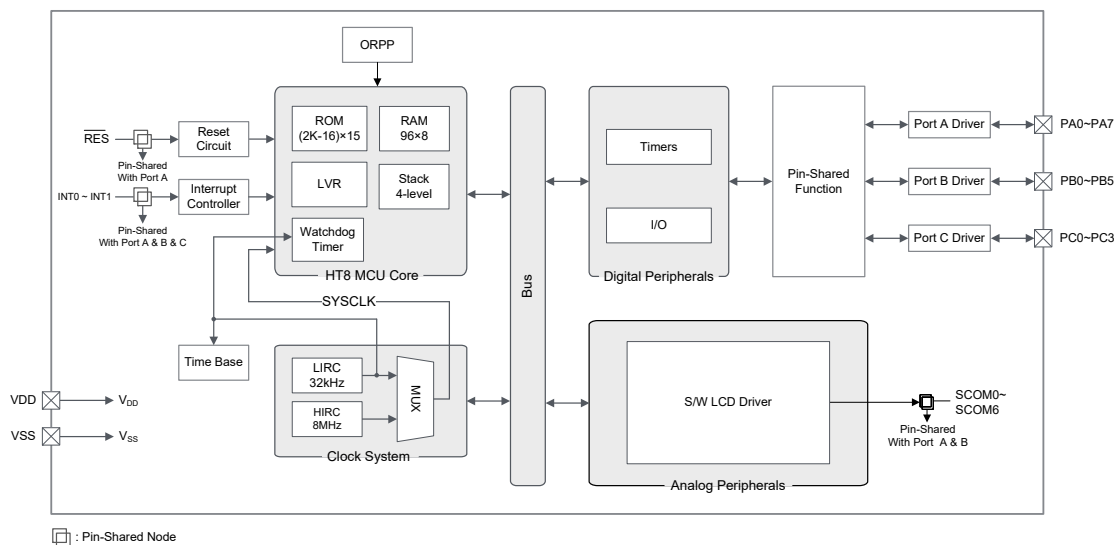 ORPP
ROM
(2K-16)×15
RAM
96×8
LVR
Stack
4-level
Watchdog
Timer
HT8 MCU Core
RES
Pin-Shared
With Port A
Reset
Circuit
INT0 ~ INT1
Pin-Shared
With Port A & B & C
Interrupt
Controller
SYSCLK
Time Base
LIRC
32kHz
HIRC
8MHz
MUX
Clock System
VDD
V_DD
VSS
V_SS
Bus
Timers
I/O
Digital Peripherals
Pin-Shared
Function
Port A Driver
PA0~PA7
Port B Driver
PB0~PB5
Port C Driver
PC0~PC3
S/W LCD Driver
Analog Peripherals
SCOM0~
SCOM6
Pin-Shared
With Port A & B
: Pin-Shared Node